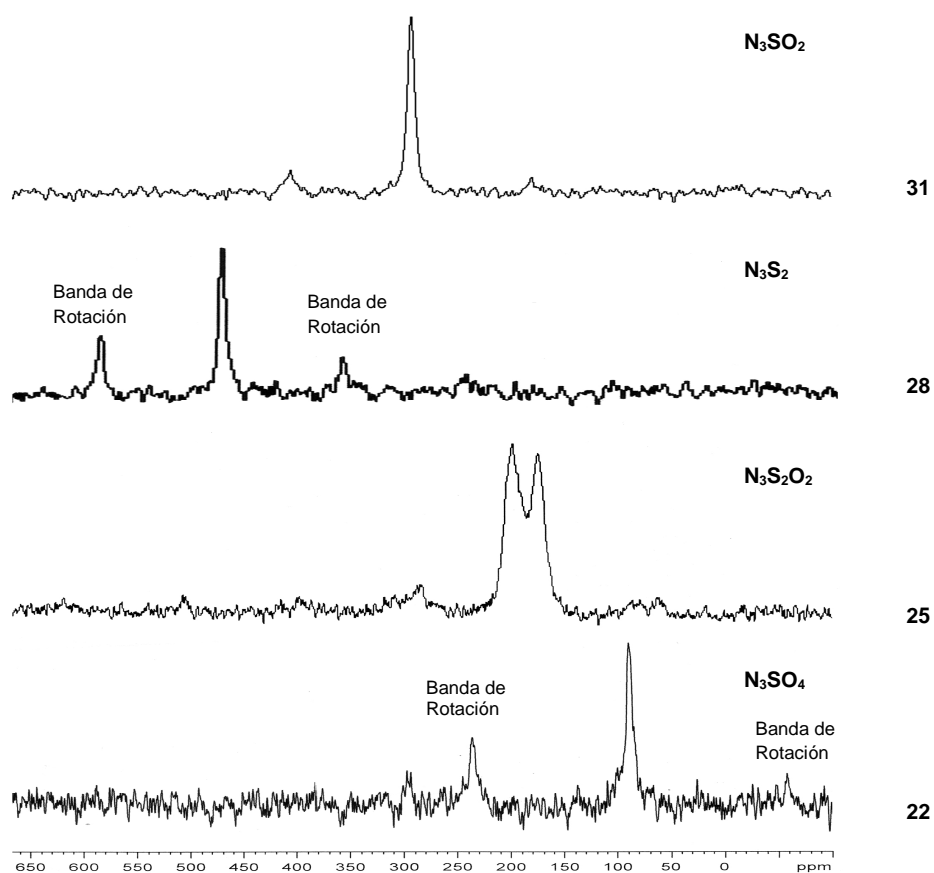 N₃SO₂
31
N₃S₂
Banda de
Rotación
Banda de
Rotación
28
N₃S₂O₂
25
N₃SO₄
Banda de
Rotación
Banda de
Rotación
22
650 600 550 500 450 400 350 300 250 200 150 100 50 0 ppm